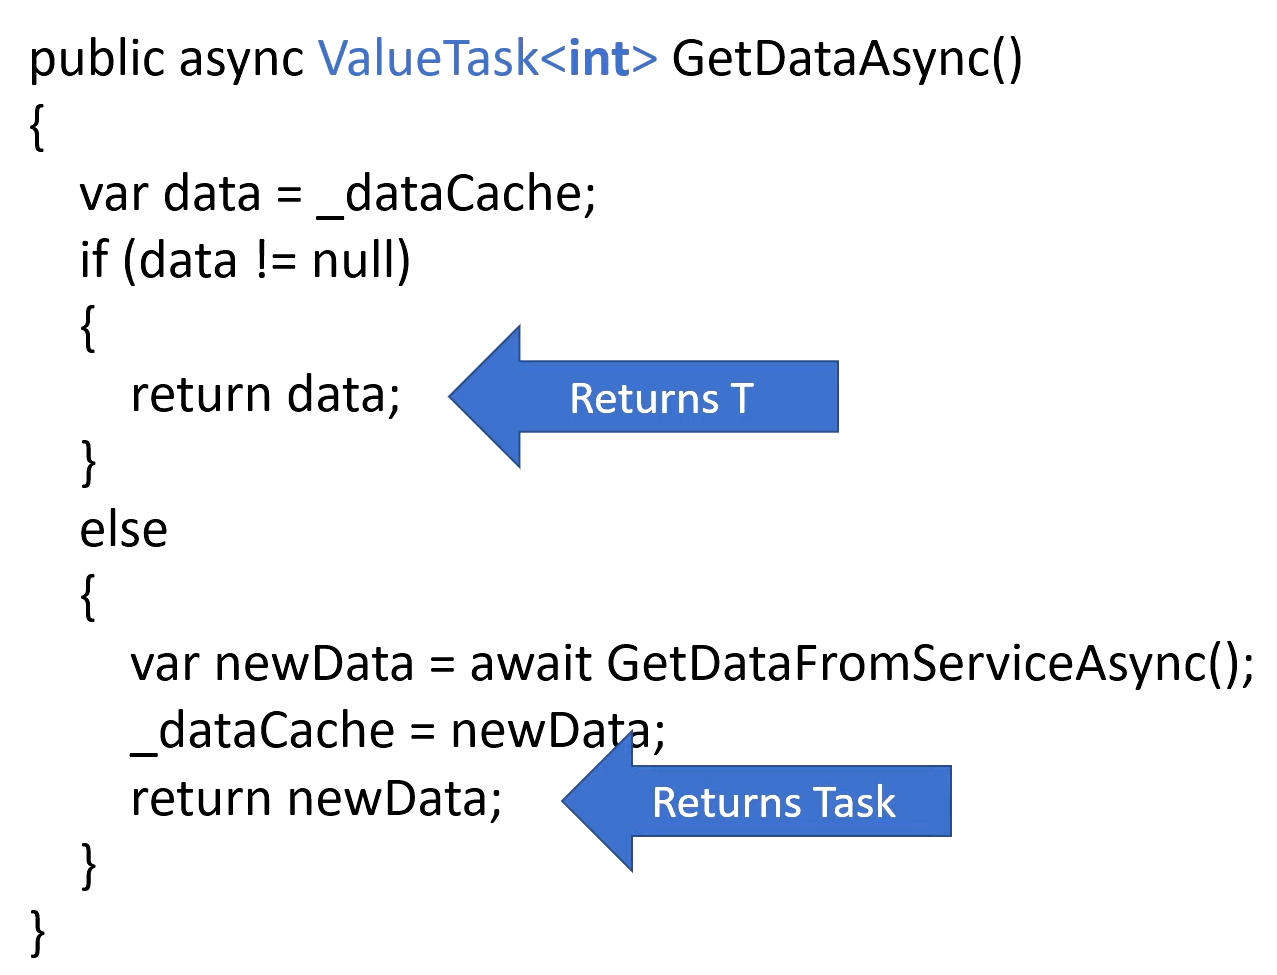 public async ValueTask<int> GetDataAsync()
{
var data = _dataCache;
if (data != null)
{
return data;
Returns T
}
else
{
var newData = await GetDataFromServiceAsync();
_dataCache = newData;
return newData;
Returns Task
}
}